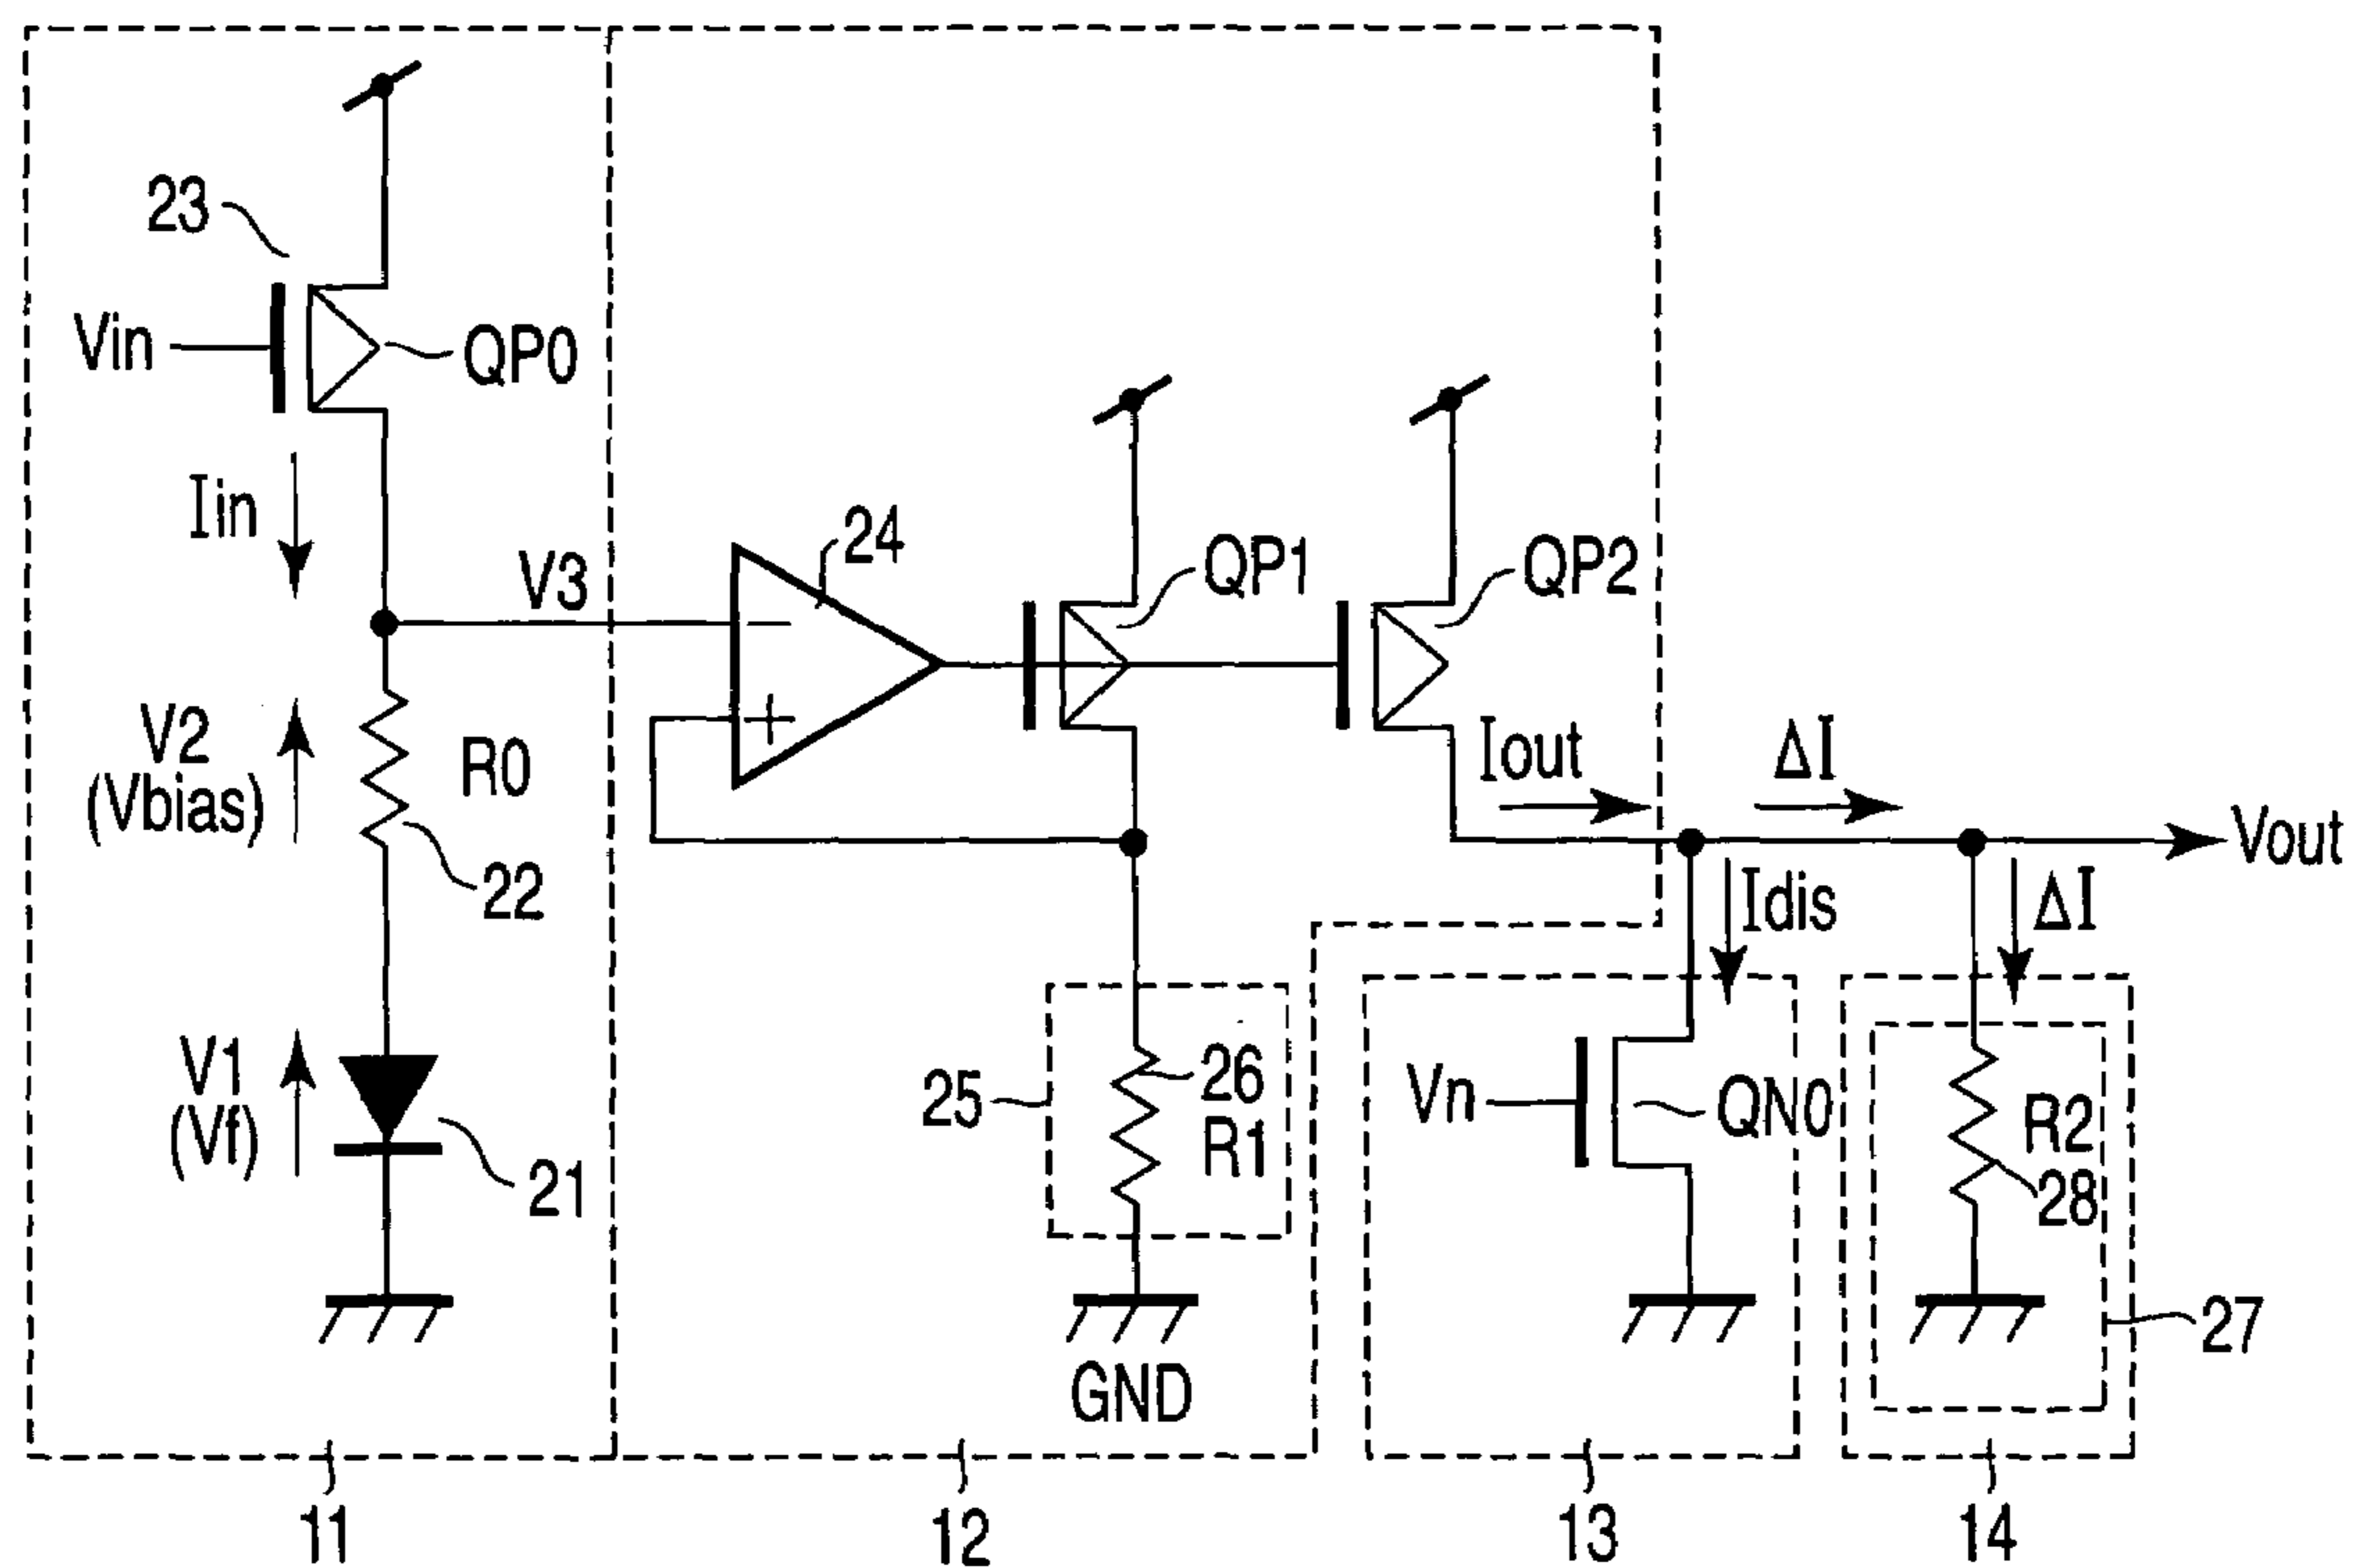 23
Vin
QP0
Iin
V3
24
QP1
QP2
V2
(Vbias)
R0
22
Iout
ΔI
Vout
Idis
ΔI
V1
(Vf)
21
25
26
R1
Vn
QN0
R2
28
27
GND
11
12
13
14